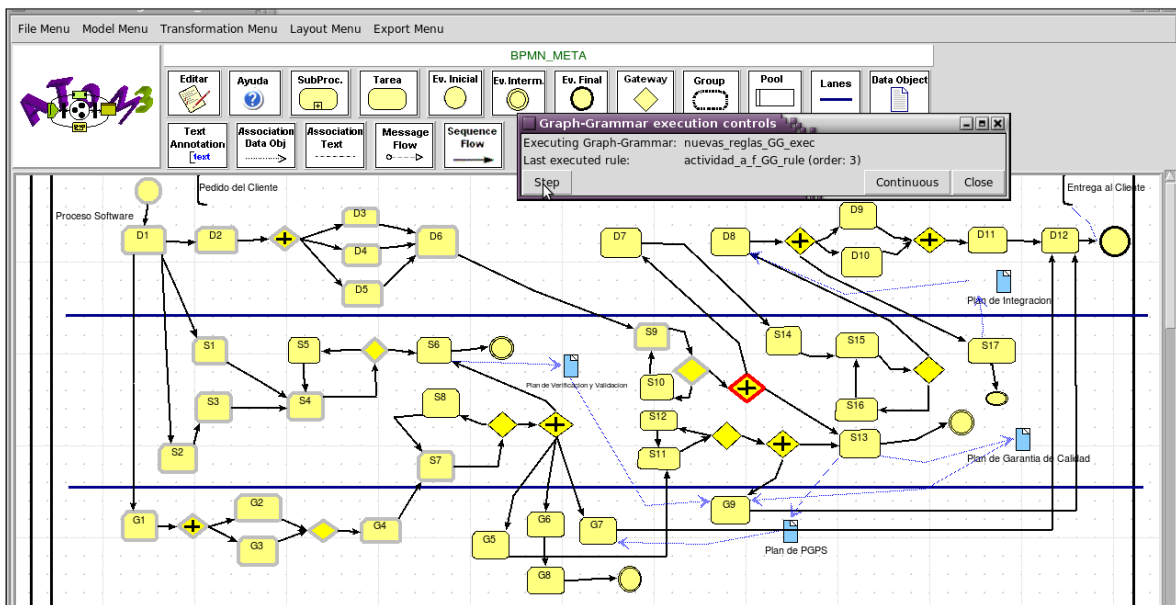 File Menu Model Menu Transformation Menu Layout Menu Export Menu
BPMN_META
ATOM3
Editar Ayuda SubProc. Tarea Ev. Inicial Ev. Interm. Ev. Final Gateway Group Pool Lanes Data Object
Text Annotation [text Association Data Obj Association Text Message Flow Sequence Flow
Graph-Grammar execution controls
Executing Graph-Grammar: nuevas_reglas_GG_exec
Last executed rule: actividad_a_f_GG_rule (order: 3)
Step Continuous Close
Pedido del Cliente Entrega al Cliente
Proceso Software
D1 D2 D3 D4 D5 D6 D7 D8 D9 D10 D11 D12
Plan de Integracion
S1 S5 S6 S9 S14 S15 S17
Plan de Verificacion y Validacion
S10 S3 S4 S8 S12 S16
S2 S7 S11 S13
Plan de Garantia de Calidad
G1 G2 G3 G4 G5 G6 G7 G9
Plan de PGPS
G8